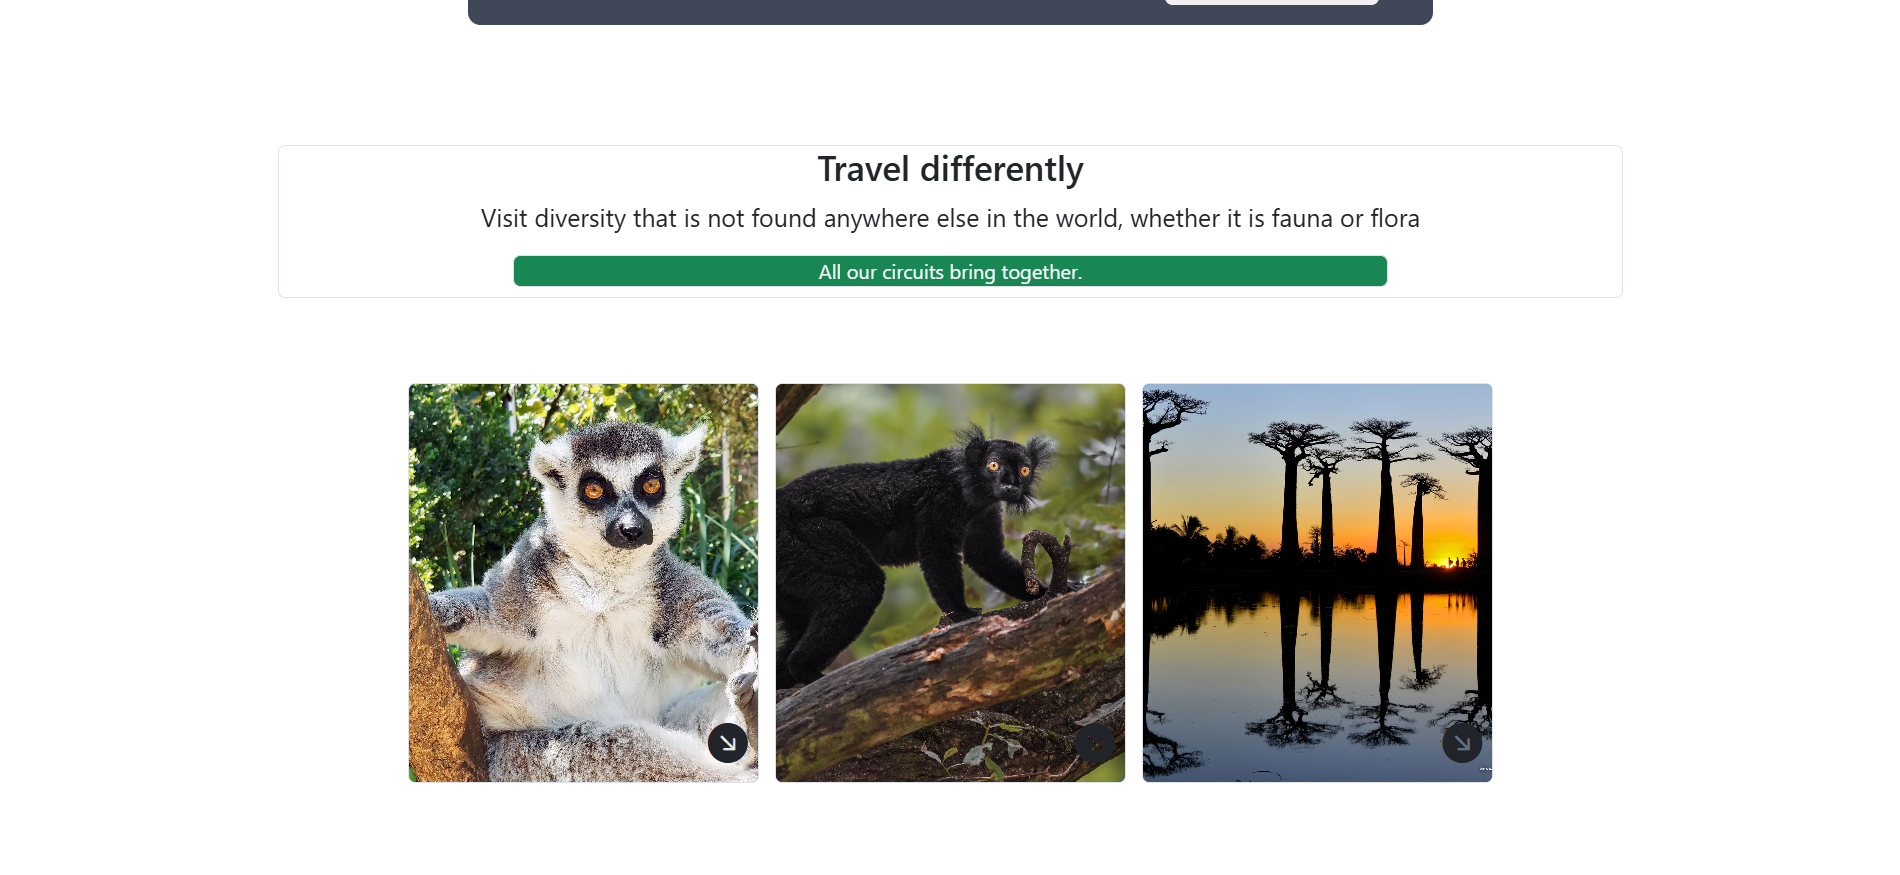 Travel differently
Visit diversity that is not found anywhere else in the world, whether it is fauna or flora
All our circuits bring together.